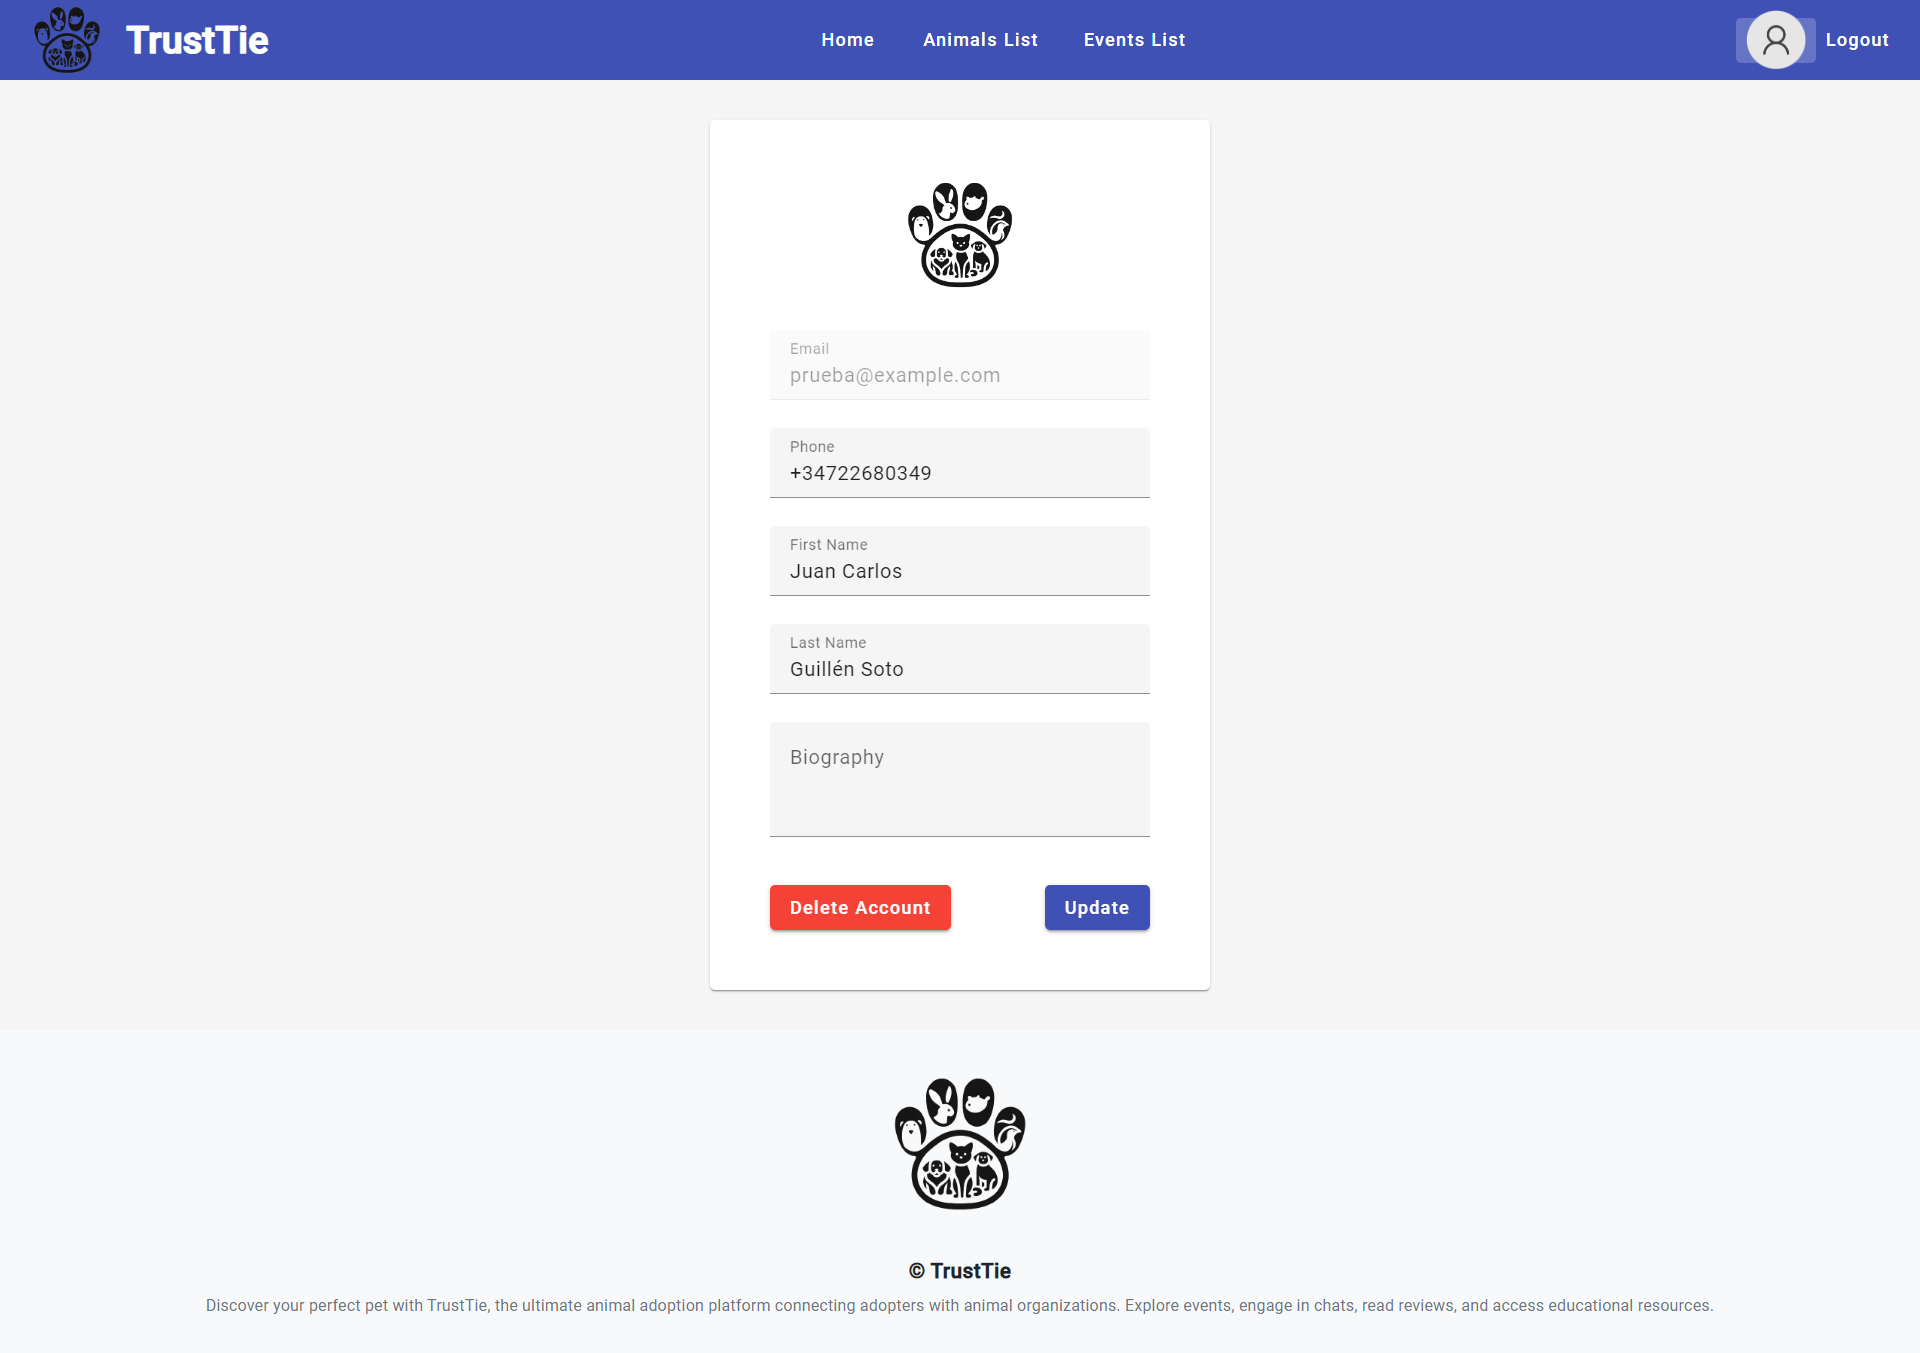 TrustTie
Home
Animals List
Events List
Logout
Email
prueba@example.com
Phone
+34722680349
First Name
Juan Carlos
Last Name
Guillén Soto
Biography
Delete Account
Update
© TrustTie
Discover your perfect pet with TrustTie, the ultimate animal adoption platform connecting adopters with animal organizations. Explore events, engage in chats, read reviews, and access educational resources.